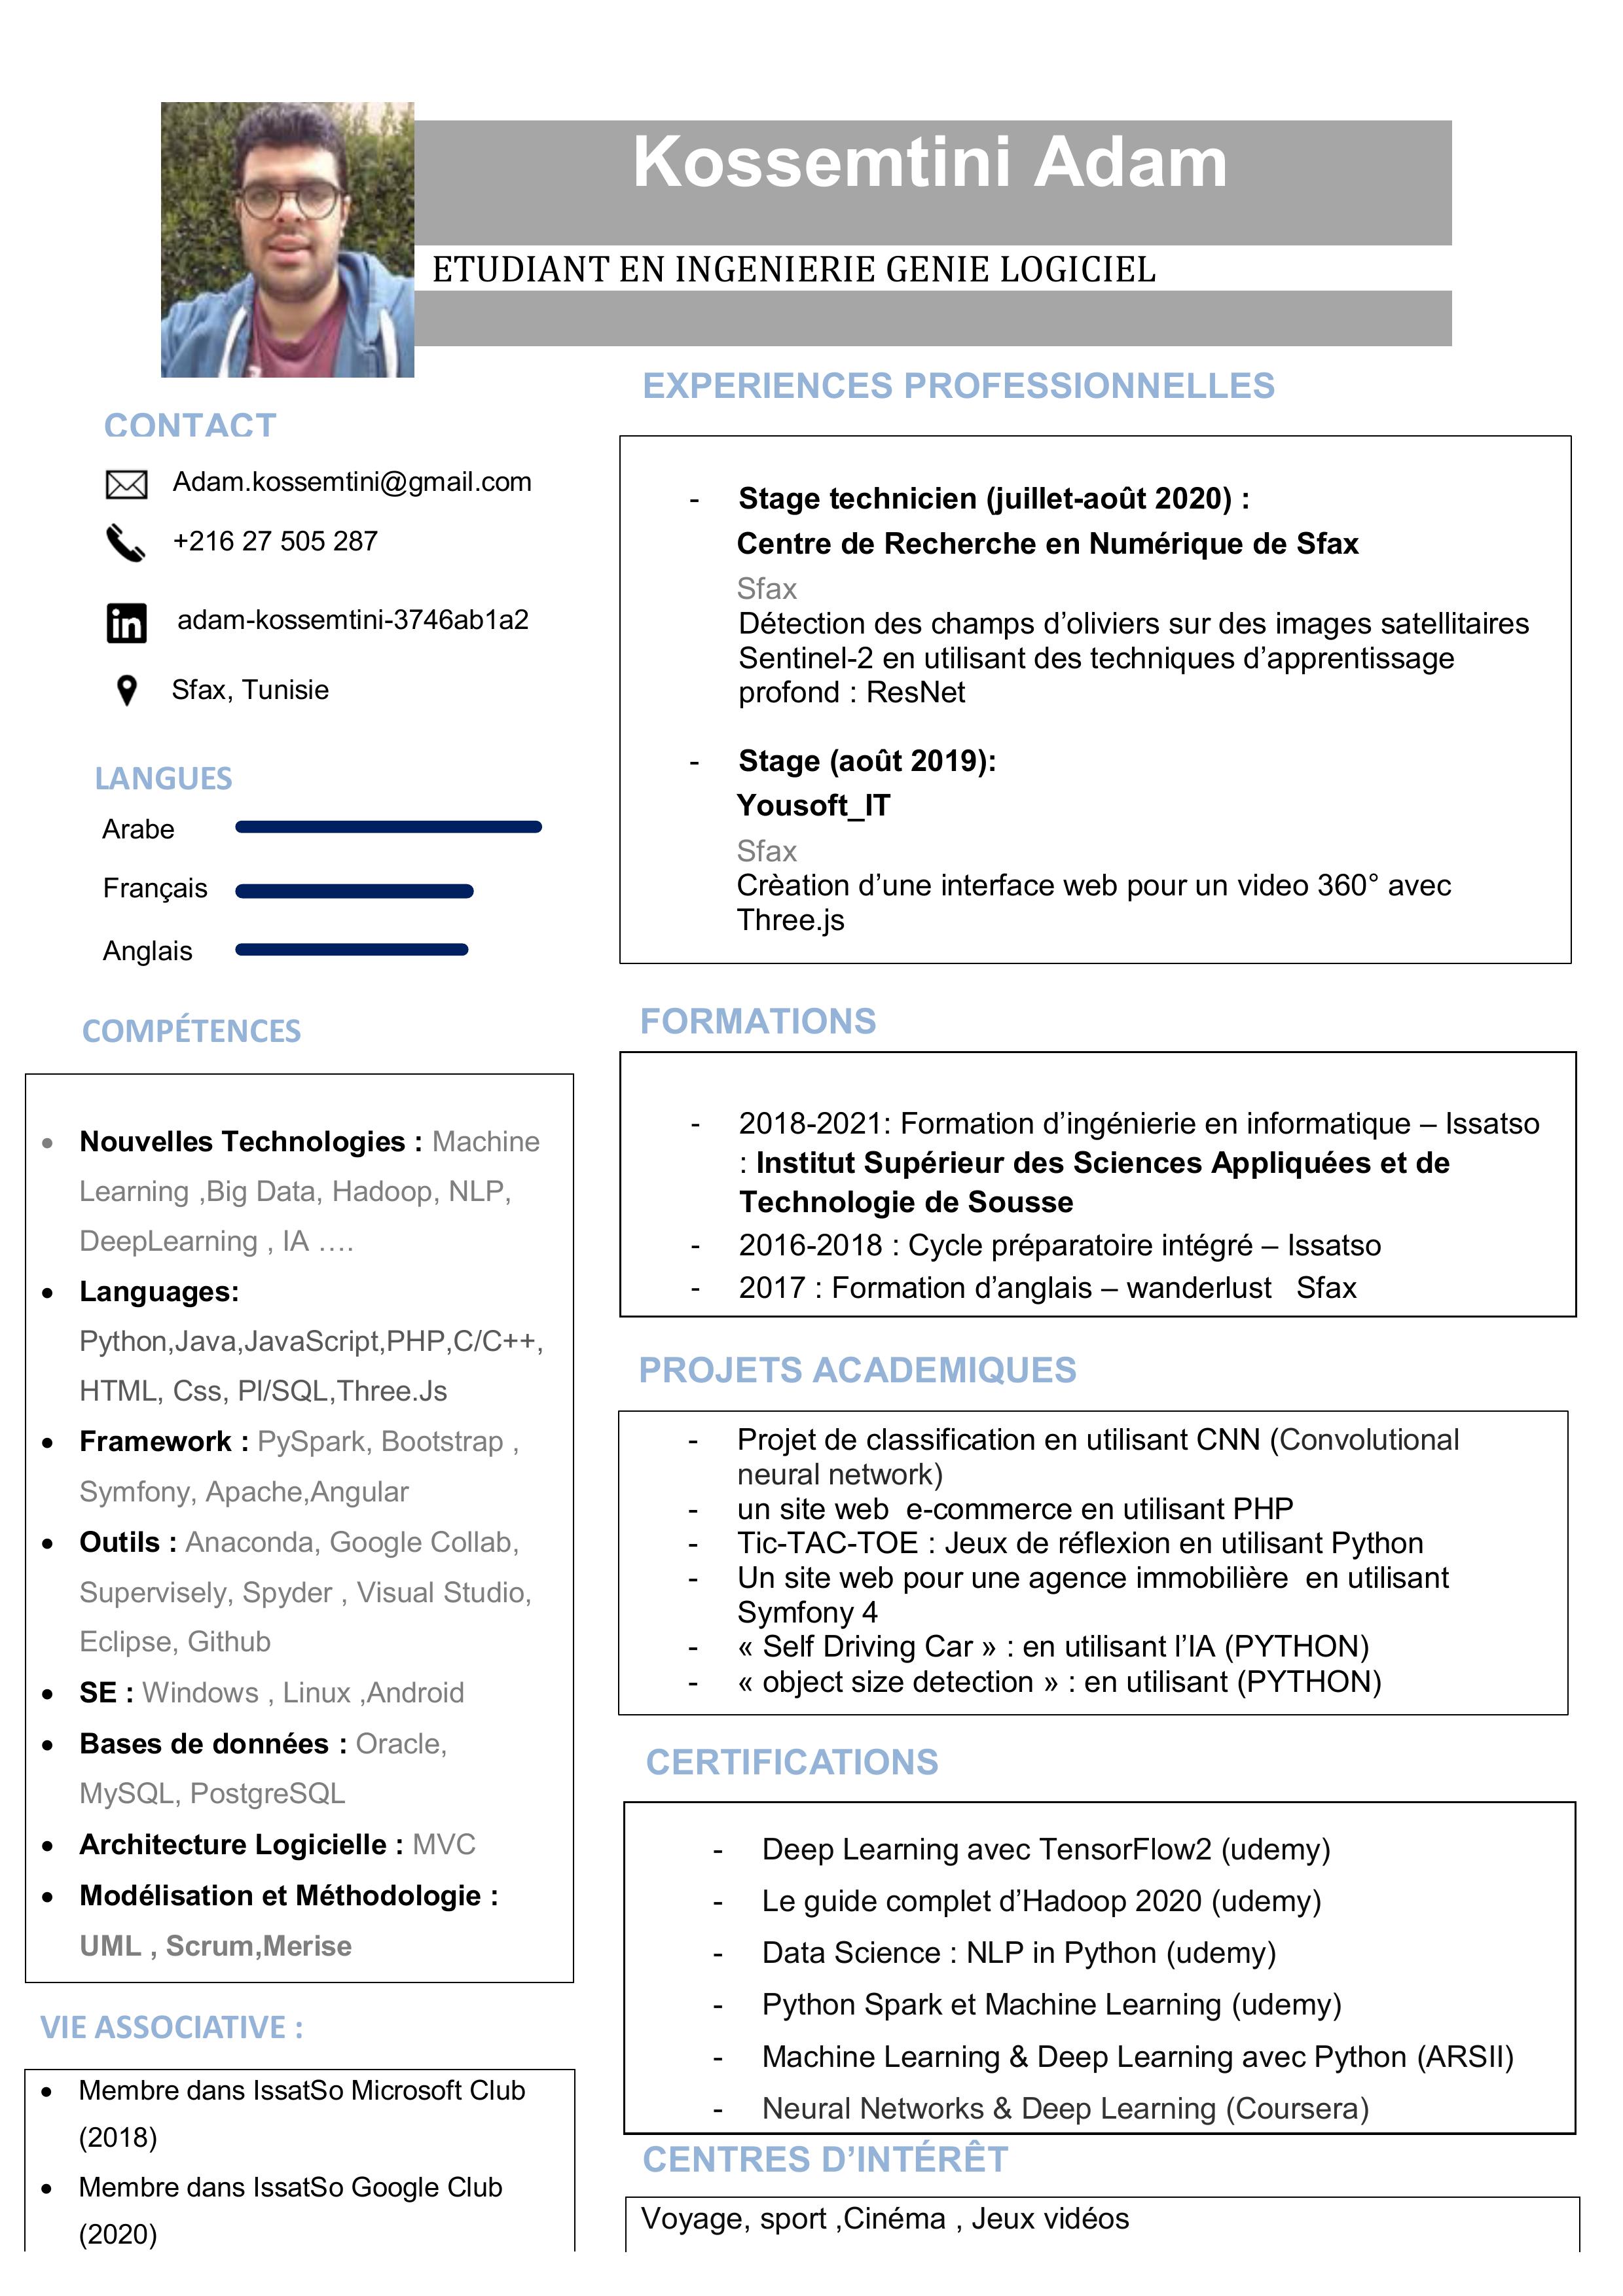 Kossemtini Adam
ETUDIANT EN INGENIERIE GENIE LOGICIEL
CONTACT
Adam.kossemtini@gmail.com
+216 27 505 287
adam-kossemtini-3746ab1a2
Sfax, Tunisie
LANGUES
Arabe
Français
Anglais
COMPÉTENCES
• Nouvelles Technologies : Machine
Learning ,Big Data, Hadoop, NLP,
DeepLearning , IA ….
• Languages:
Python,Java,JavaScript,PHP,C/C++,
HTML, Css, Pl/SQL,Three.Js
• Framework : PySpark, Bootstrap ,
Symfony, Apache,Angular
• Outils : Anaconda, Google Collab,
Supervisely, Spyder , Visual Studio,
Eclipse, Github
• SE : Windows , Linux ,Android
• Bases de données : Oracle,
MySQL, PostgreSQL
• Architecture Logicielle : MVC
• Modélisation et Méthodologie :
UML , Scrum,Merise
VIE ASSOCIATIVE :
• Membre dans IssatSo Microsoft Club
(2018)
• Membre dans IssatSo Google Club
(2020)
EXPERIENCES PROFESSIONNELLES
- Stage technicien (juillet-août 2020) :
Centre de Recherche en Numérique de Sfax
Sfax
Détection des champs d’oliviers sur des images satellitaires
Sentinel-2 en utilisant des techniques d’apprentissage
profond : ResNet
- Stage (août 2019):
Yousoft_IT
Sfax
Crèation d’une interface web pour un video 360° avec
Three.js
FORMATIONS
- 2018-2021: Formation d’ingénierie en informatique – Issatso
: Institut Supérieur des Sciences Appliquées et de
Technologie de Sousse
- 2016-2018 : Cycle préparatoire intégré – Issatso
- 2017 : Formation d’anglais – wanderlust Sfax
PROJETS ACADEMIQUES
- Projet de classification en utilisant CNN (Convolutional
neural network)
- un site web e-commerce en utilisant PHP
- Tic-TAC-TOE : Jeux de réflexion en utilisant Python
- Un site web pour une agence immobilière en utilisant
Symfony 4
- « Self Driving Car » : en utilisant l’IA (PYTHON)
- « object size detection » : en utilisant (PYTHON)
CERTIFICATIONS
- Deep Learning avec TensorFlow2 (udemy)
- Le guide complet d’Hadoop 2020 (udemy)
- Data Science : NLP in Python (udemy)
- Python Spark et Machine Learning (udemy)
- Machine Learning & Deep Learning avec Python (ARSII)
- Neural Networks & Deep Learning (Coursera)
CENTRES D’INTÉRÊT
Voyage, sport ,Cinéma , Jeux vidéos